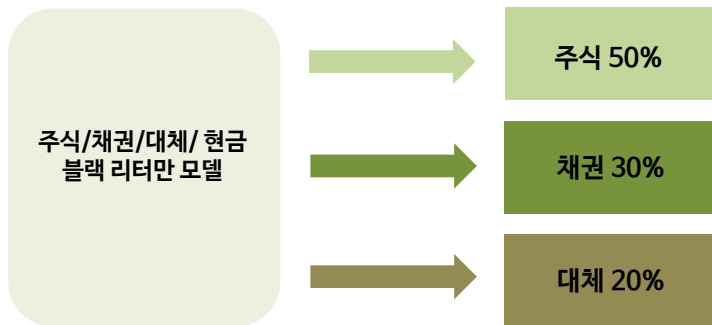 주식/채권/대체/ 현금
블랙 리터만 모델
주식 50%
채권 30%
대체 20%